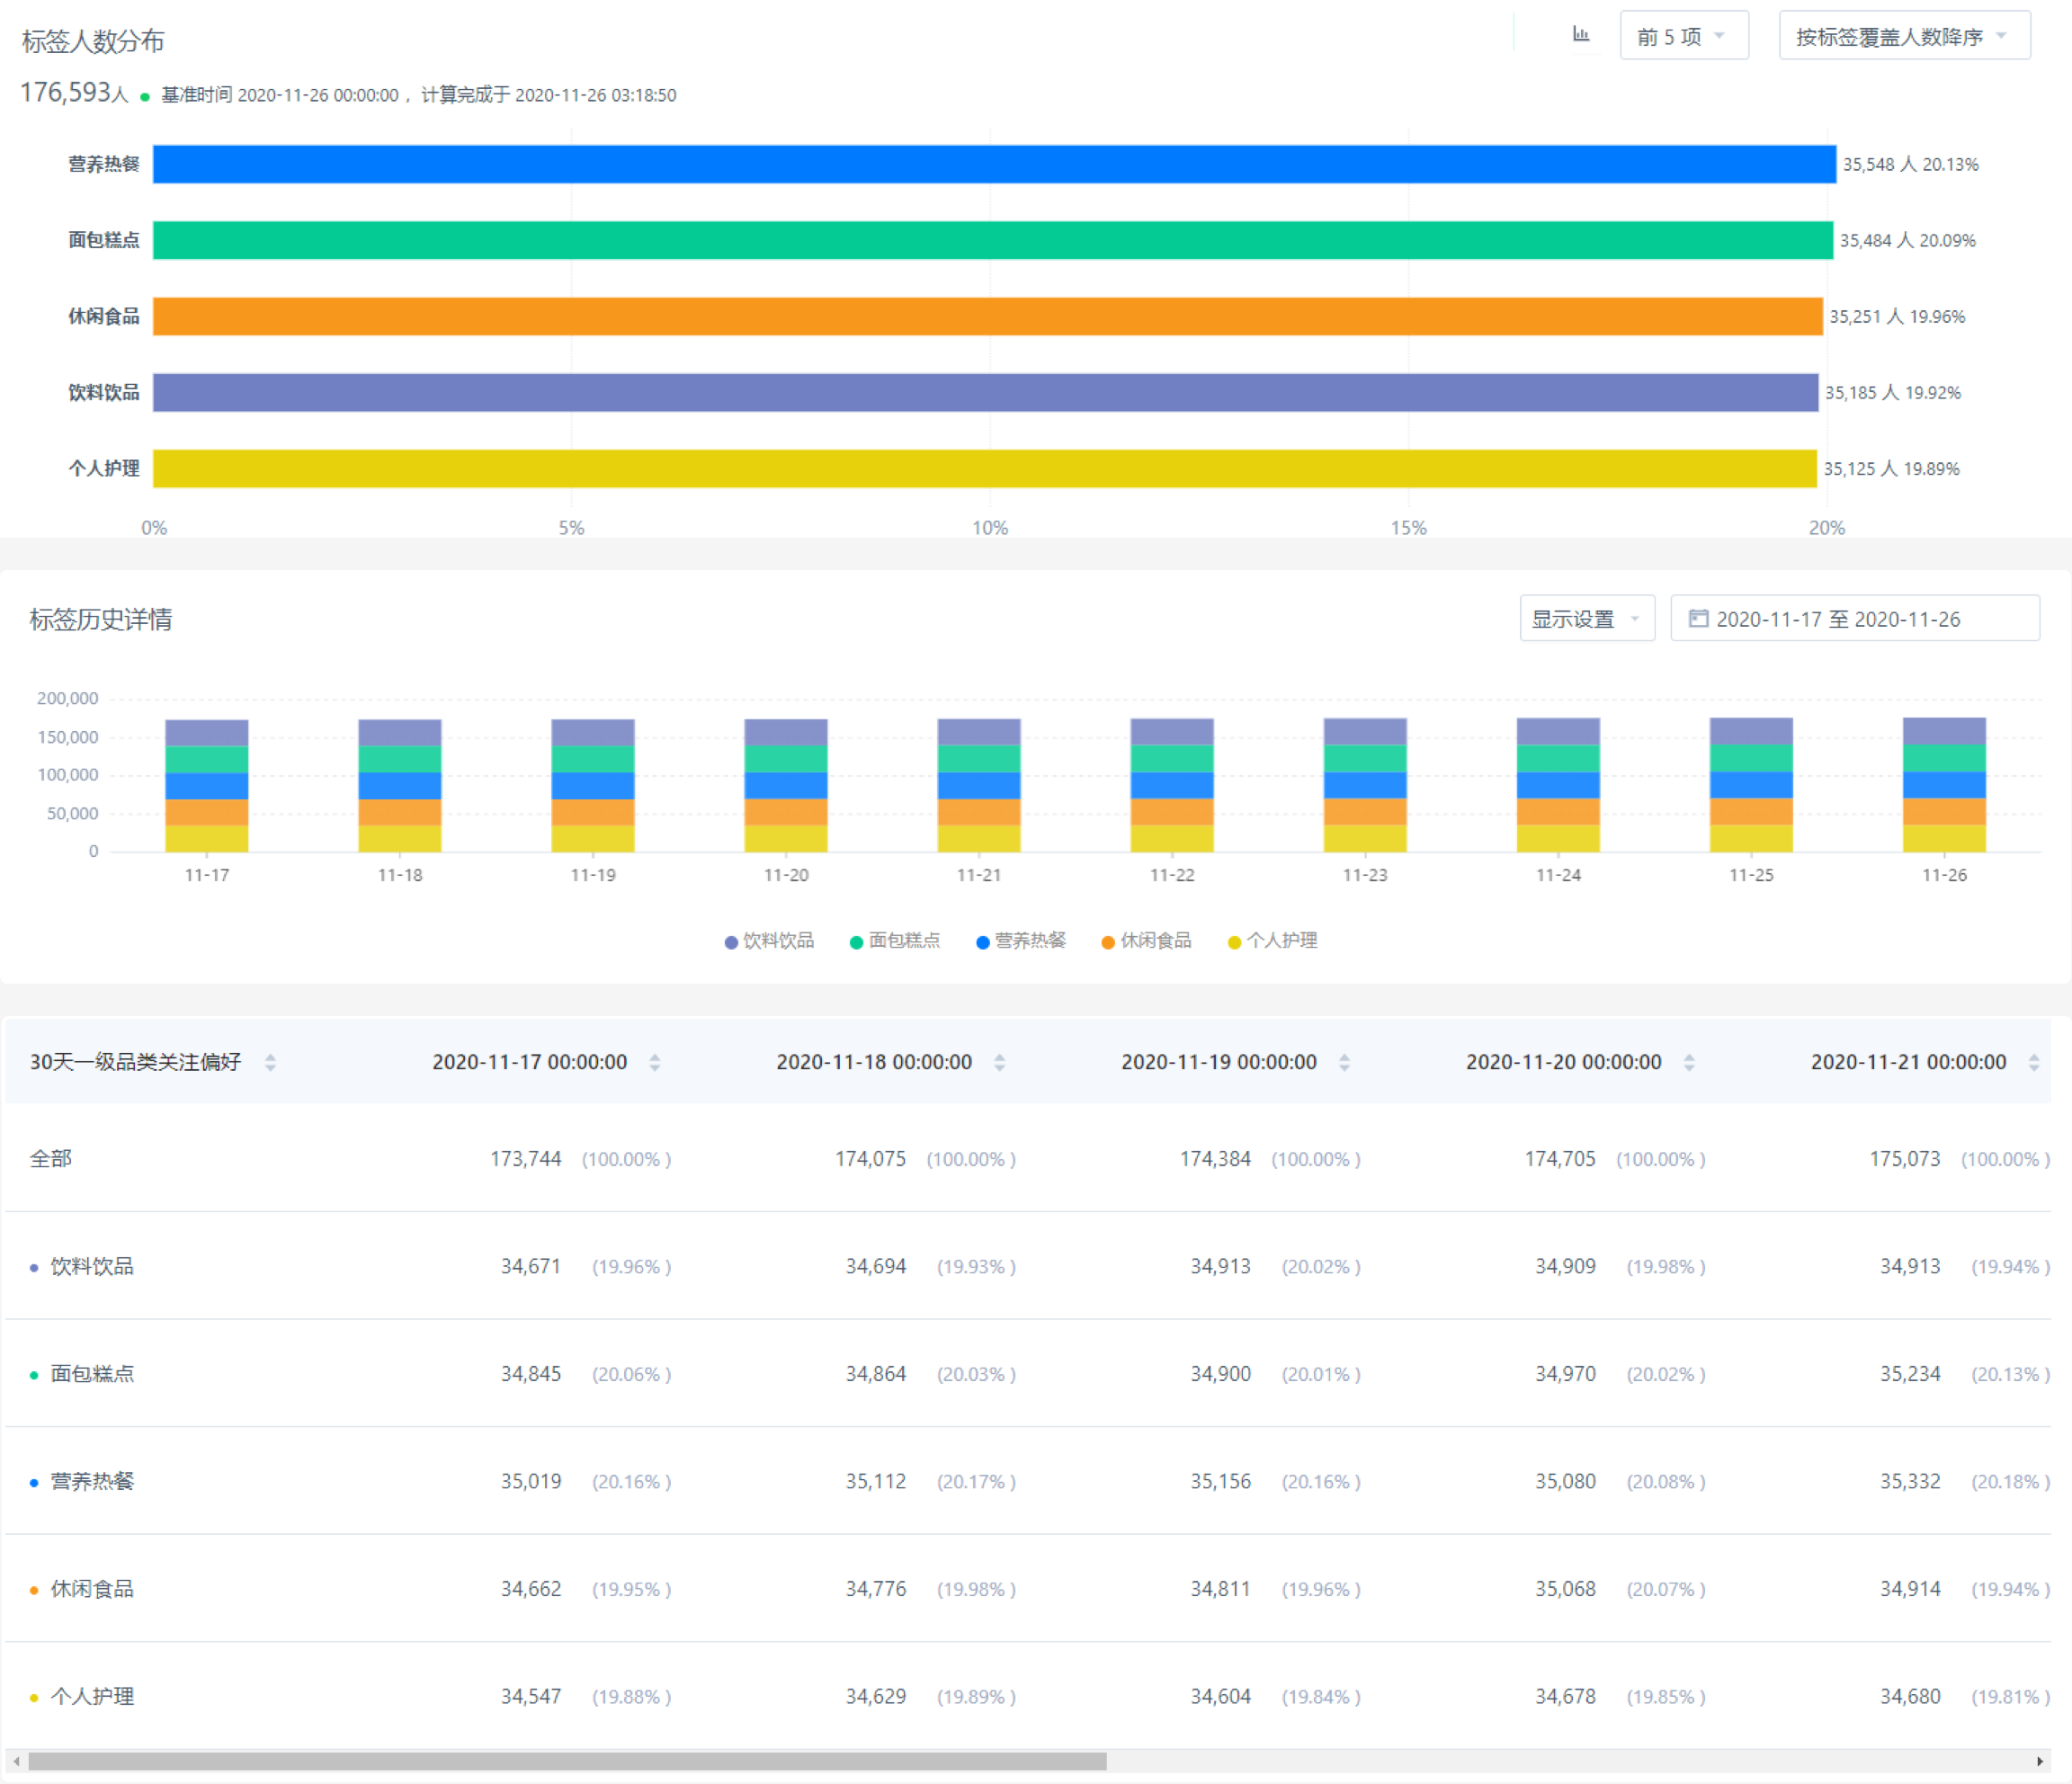 标签人数分布
前 5 项
按标签覆盖人数降序
176,593人 基准时间 2020-11-26 00:00:00 ，计算完成于 2020-11-26 03:18:50
营养热餐 35,548 人 20.13%
面包糕点 35,484 人 20.09%
休闲食品 35,251 人 19.96%
饮料饮品 35,185 人 19.92%
个人护理 35,125 人 19.89%
0% 5% 10% 15% 20%
标签历史详情
显示设置
2020-11-17 至 2020-11-26
200,000
150,000
100,000
50,000
0
11-17 11-18 11-19 11-20 11-21 11-22 11-23 11-24 11-25 11-26
饮料饮品 面包糕点 营养热餐 休闲食品 个人护理
30天一级品类关注偏好 2020-11-17 00:00:00 2020-11-18 00:00:00 2020-11-19 00:00:00 2020-11-20 00:00:00 2020-11-21 00:00:00
全部 173,744 (100.00% ) 174,075 (100.00% ) 174,384 (100.00% ) 174,705 (100.00% ) 175,073 (100.00% )
饮料饮品 34,671 (19.96% ) 34,694 (19.93% ) 34,913 (20.02% ) 34,909 (19.98% ) 34,913 (19.94% )
面包糕点 34,845 (20.06% ) 34,864 (20.03% ) 34,900 (20.01% ) 34,970 (20.02% ) 35,234 (20.13% )
营养热餐 35,019 (20.16% ) 35,112 (20.17% ) 35,156 (20.16% ) 35,080 (20.08% ) 35,332 (20.18% )
休闲食品 34,662 (19.95% ) 34,776 (19.98% ) 34,811 (19.96% ) 35,068 (20.07% ) 34,914 (19.94% )
个人护理 34,547 (19.88% ) 34,629 (19.89% ) 34,604 (19.84% ) 34,678 (19.85% ) 34,680 (19.81% )